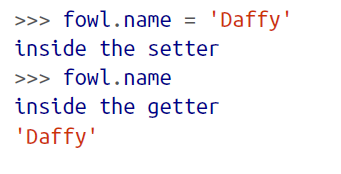 >>> fowl.name = 'Daffy'
inside the setter
>>> fowl.name
inside the getter
'Daffy'